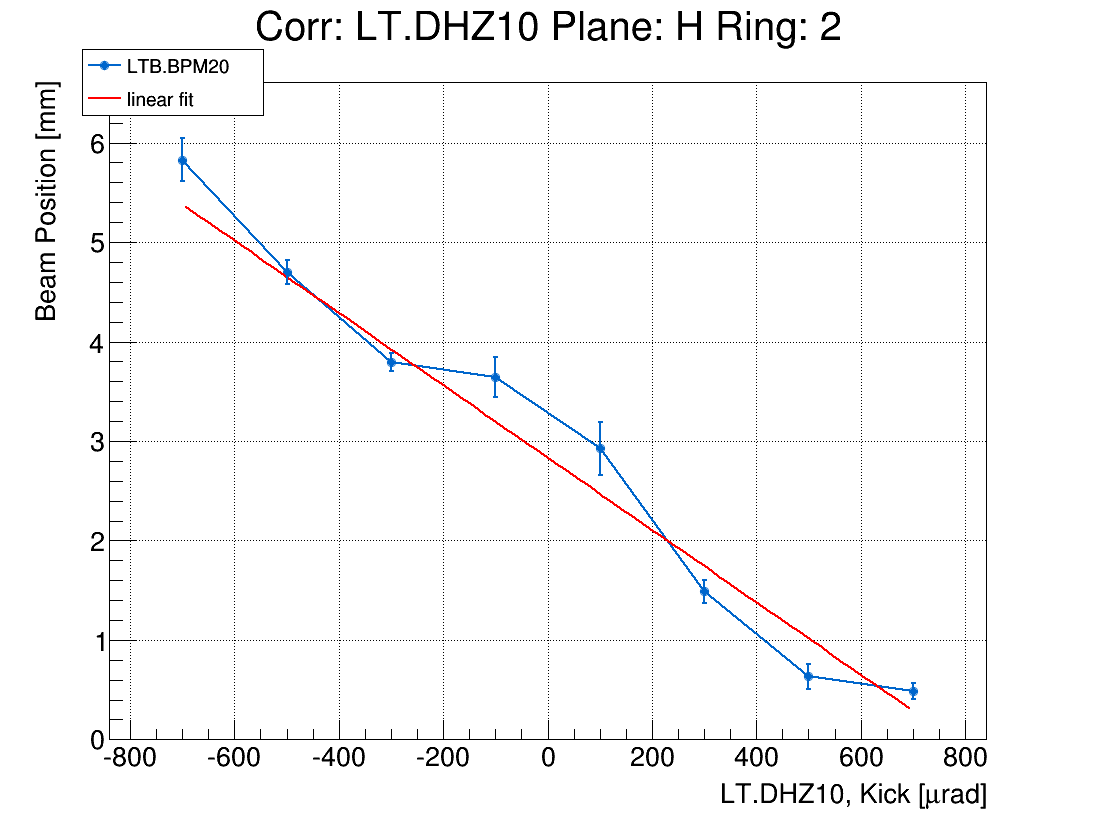 Corr: LT.DHZ10 Plane: H Ring: 2
LTB.BPM20
linear fit
Beam Position [mm]
6
5
4
3
2
1
0
-800 -600 -400 -200 0 200 400 600 800
LT.DHZ10, Kick [μrad]